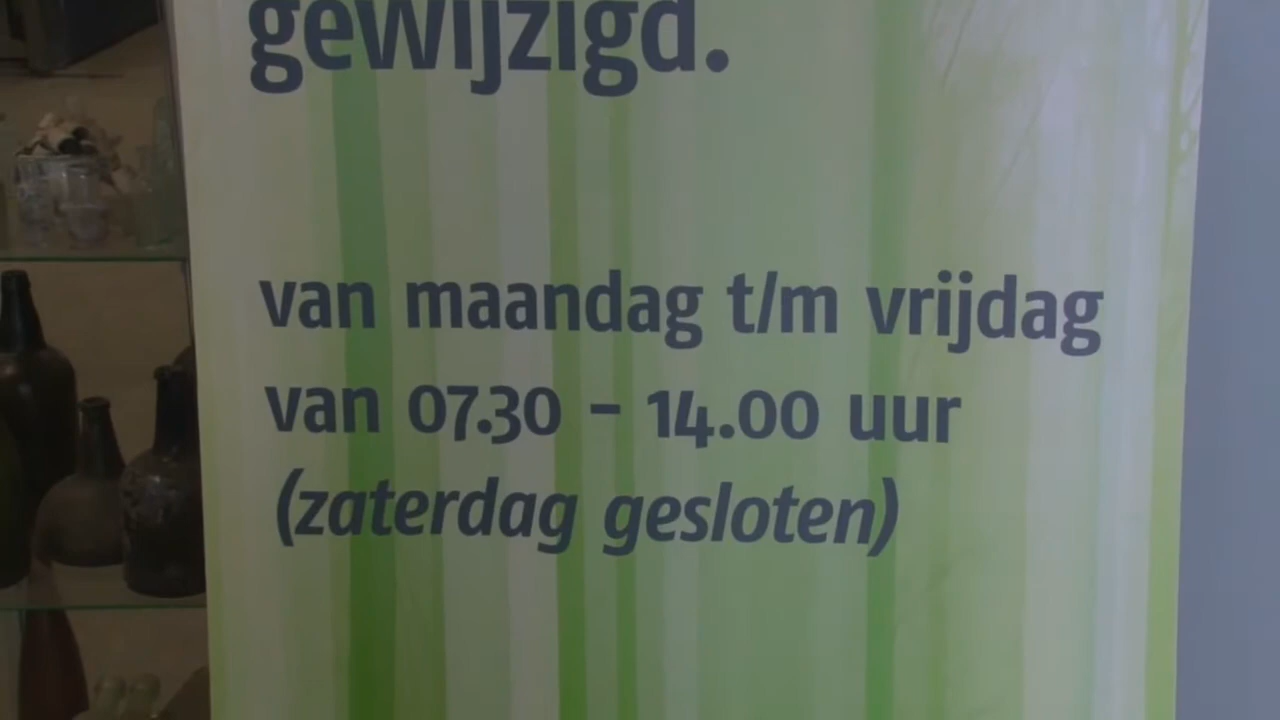 gewijzigd.
van maandag t/m vrijdag
van 07.30 - 14.00 uur
(zaterdag gesloten)